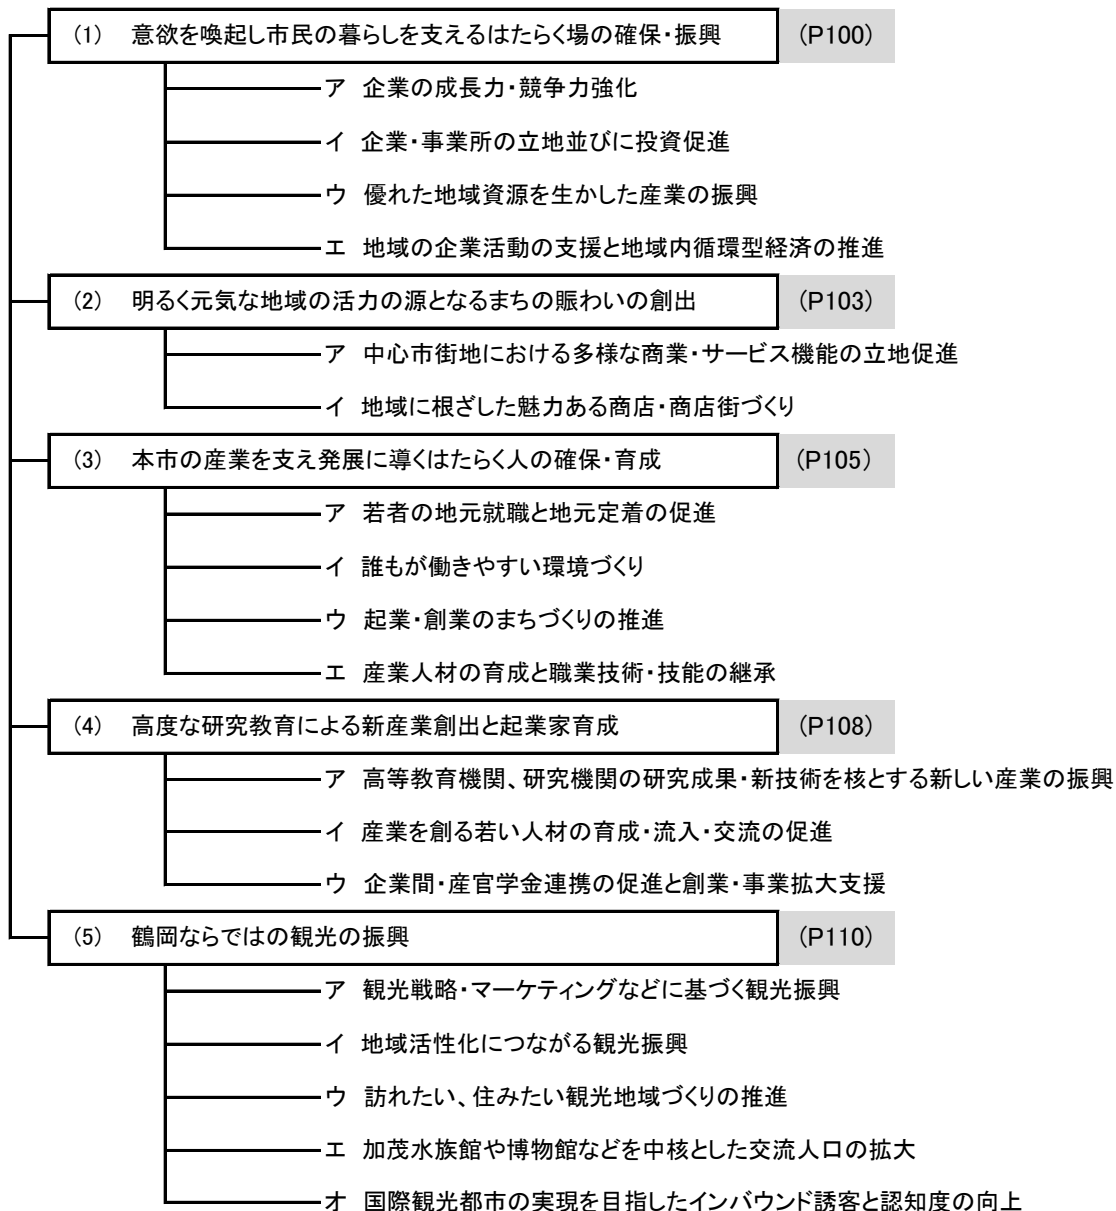 (1) 意欲を喚起し市民の暮らしを支えるはたらく場の確保・振興 (P100)
ア 企業の成長力・競争力強化
イ 企業・事業所の立地並びに投資促進
ウ 優れた地域資源を生かした産業の振興
エ 地域の企業活動の支援と地域内循環型経済の推進
(2) 明るく元気な地域の活力の源となるまちの賑わいの創出 (P103)
ア 中心市街地における多様な商業・サービス機能の立地促進
イ 地域に根ざした魅力ある商店・商店街づくり
(3) 本市の産業を支え発展に導くはたらく人の確保・育成 (P105)
ア 若者の地元就職と地元定着の促進
イ 誰もが働きやすい環境づくり
ウ 起業・創業のまちづくりの推進
エ 産業人材の育成と職業技術・技能の継承
(4) 高度な研究教育による新産業創出と起業家育成 (P108)
ア 高等教育機関、研究機関の研究成果・新技術を核とする新しい産業の振興
イ 産業を創る若い人材の育成・流入・交流の促進
ウ 企業間・産官学金連携の促進と創業・事業拡大支援
(5) 鶴岡ならではの観光の振興 (P110)
ア 観光戦略・マーケティングなどに基づく観光振興
イ 地域活性化につながる観光振興
ウ 訪れたい、住みたい観光地域づくりの推進
エ 加茂水族館や博物館などを中核とした交流人口の拡大
オ 国際観光都市の実現を目指したインバウンド誘客と認知度の向上